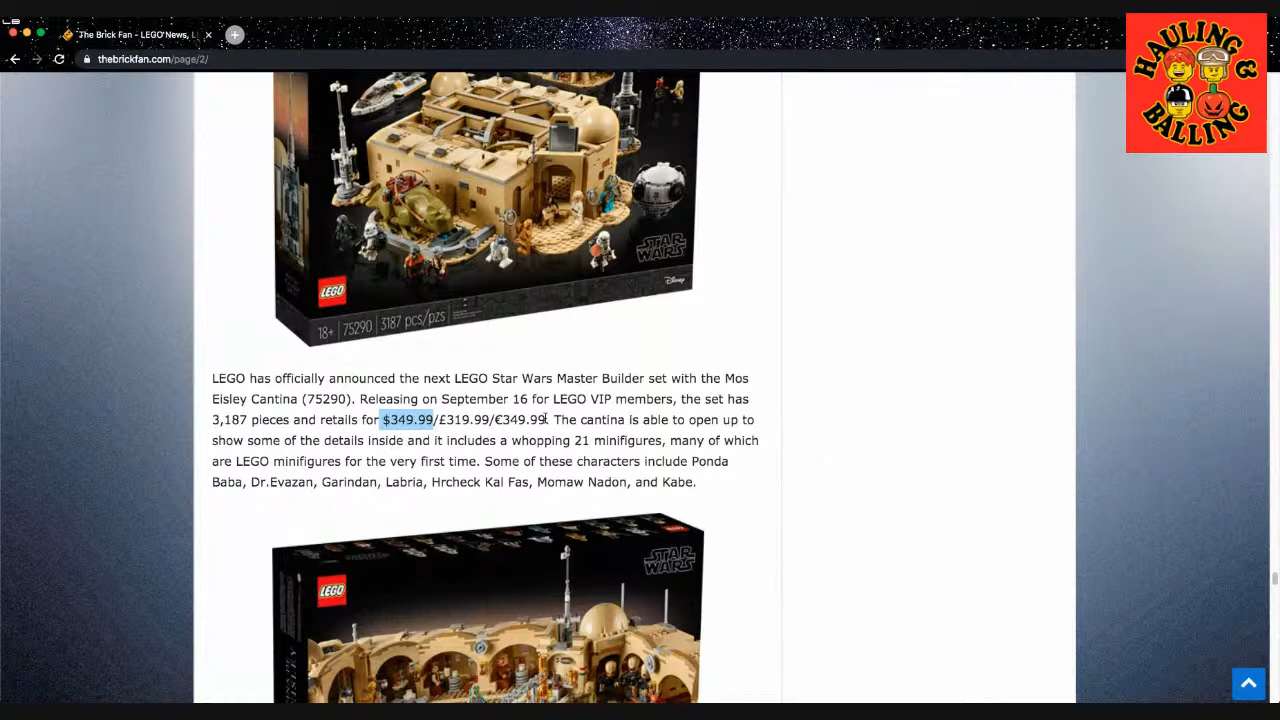 The Brick Fan - LEGO News, L
thebrickfan.com/page/2/
HAULING &
BALLING
STAR
WARS
LEGO
Disney
18+ 75290 3187 pcs/pzs
LEGO has officially announced the next LEGO Star Wars Master Builder set with the Mos
Eisley Cantina (75290). Releasing on September 16 for LEGO VIP members, the set has
3,187 pieces and retails for $349.99/£319.99/€349.99. The cantina is able to open up to
show some of the details inside and it includes a whopping 21 minifigures, many of which
are LEGO minifigures for the very first time. Some of these characters include Ponda
Baba, Dr.Evazan, Garindan, Labria, Hrcheck Kal Fas, Momaw Nadon, and Kabe.
STAR
WARS
LEGO